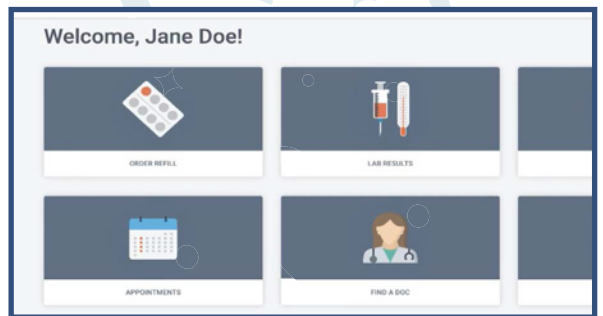 Welcome, Jane Doe!
ORDER REFILL
LAB RESULTS
APPOINTMENTS
FIND A DOC